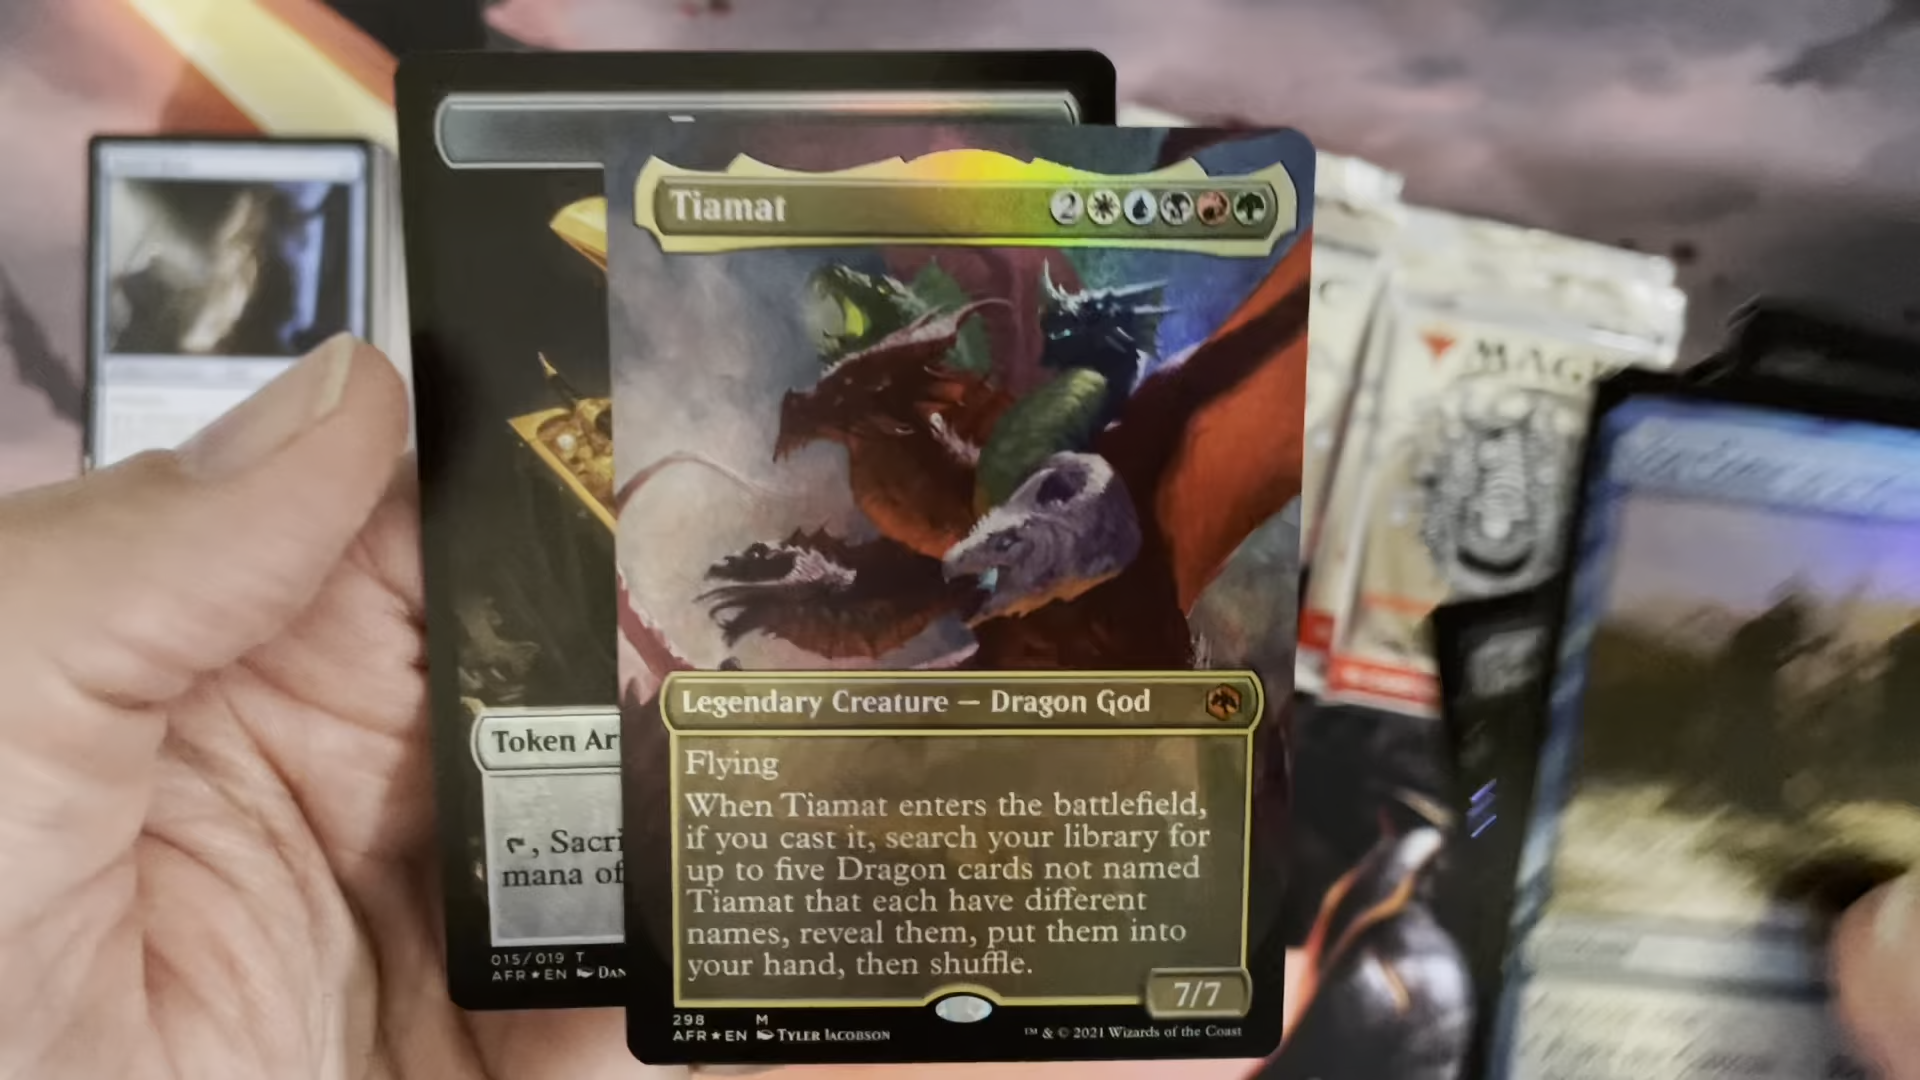 Tiamat
2
Legendary Creature — Dragon God
Flying
When Tiamat enters the battlefield,
if you cast it, search your library for
up to five Dragon cards not named
Tiamat that each have different
names, reveal them, put them into
your hand, then shuffle.
7/7
298 M
AFR★EN Tyler Jacobson
™ & © 2021 Wizards of the Coast
Token Ar
, Sacri
mana of
015/019 T
AFR★EN Dan
MAGI